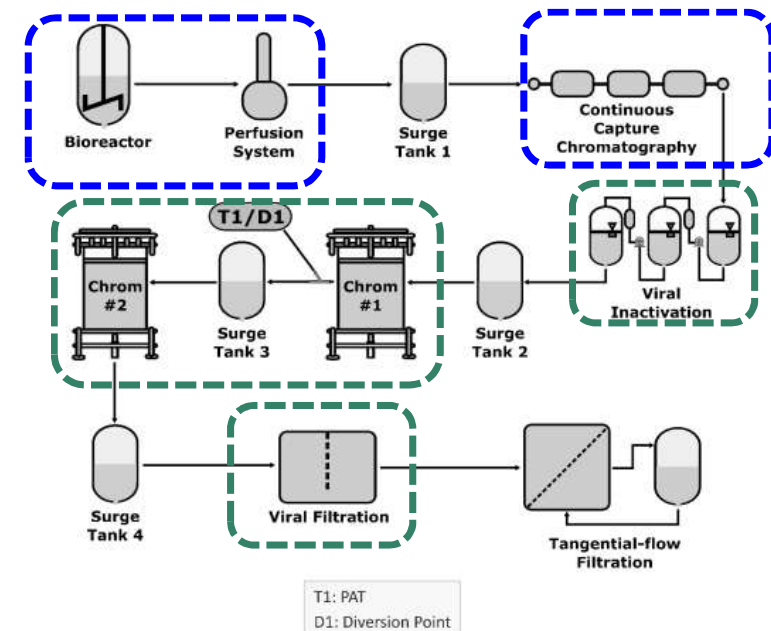 Bioreactor
Perfusion
System
Surge
Tank 1
Continuous
Capture
Chromatography
T1/D1
Chrom
#2
Surge
Tank 3
Chrom
#1
Surge
Tank 2
Viral
Inactivation
Surge
Tank 4
Viral Filtration
Tangential-flow
Filtration
T1: PAT
D1: Diversion Point